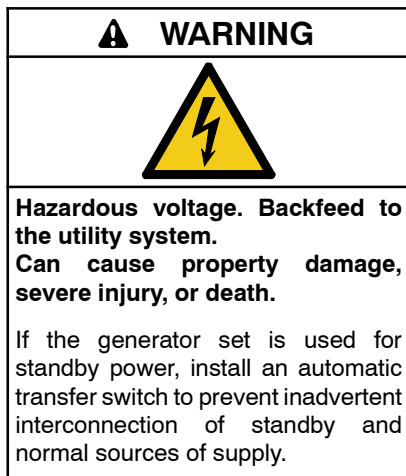 WARNING
Hazardous voltage. Backfeed to
the utility system.
Can cause property damage,
severe injury, or death.
If the generator set is used for
standby power, install an automatic
transfer switch to prevent inadvertent
interconnection of standby and
normal sources of supply.